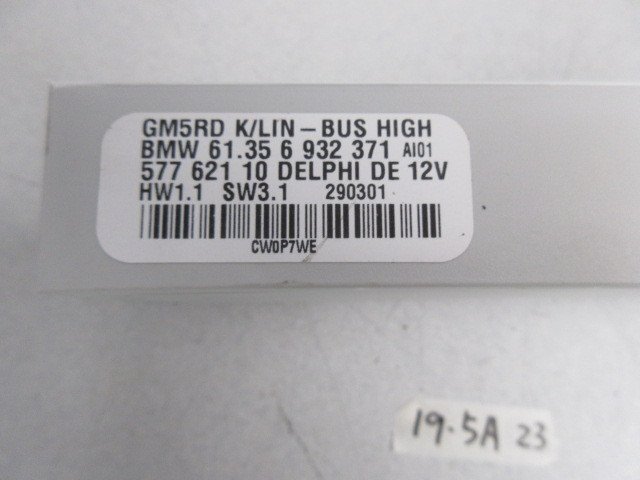 GM5RD K/LIN-BUS HIGH
BMW 61.35 6 932 371 AI01
577 621 10 DELPHI DE 12V
HW1.1 SW3.1 290301
CW0P7WE
19.5A 23